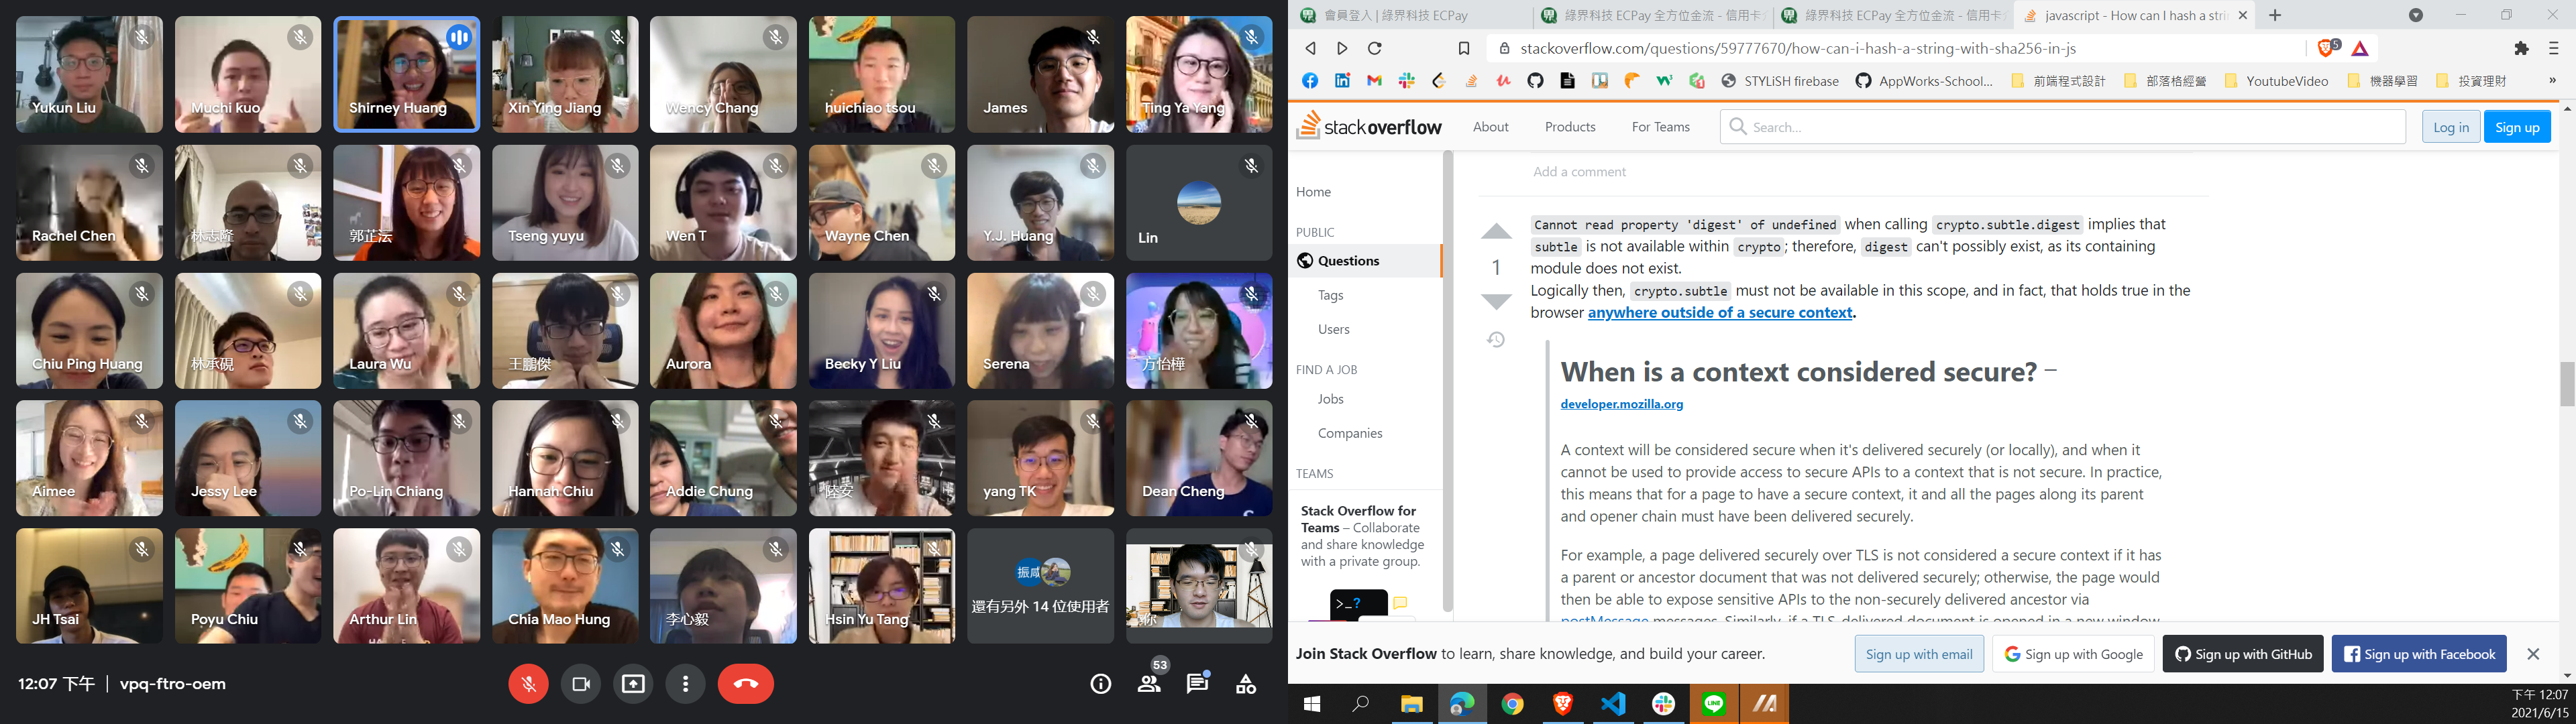 Yukun Liu
Muchi kuo
Shirney Huang
Xin Ying Jiang
Wency Chang
huichiao tsou
James
Ting Ya Yang
Rachel Chen
林志隆
郭芷沄
Tseng yuyu
Wen T
Wayne Chen
Y.J. Huang
Lin
Chiu Ping Huang
林承硯
Laura Wu
王鵬傑
Aurora
Becky Y Liu
Serena
方怡樺
Aimee
Jessy Lee
Po-Lin Chiang
Hannah Chiu
Addie Chung
陸安
yang TK
Dean Cheng
JH Tsai
Poyu Chiu
Arthur Lin
Chia Mao Hung
李心毅
Hsin Yu Tang
振咸
還有另外 14 位使用者
你
12:07 下午 | vpq-ftro-oem
53
會員登入 | 綠界科技 ECPay
綠界科技 ECPay 全方位金流 - 信用卡
綠界科技 ECPay 全方位金流 - 信用卡
javascript - How can I hash a stri
stackoverflow.com/questions/59777670/how-can-i-hash-a-string-with-sha256-in-js
5
STYLiSH firebase
AppWorks-School...
前端程式設計
部落格經營
YoutubeVideo
機器學習
投資理財
stackoverflow
About
Products
For Teams
Search...
Log in
Sign up
Home
PUBLIC
Questions
Tags
Users
FIND A JOB
Jobs
Companies
TEAMS
Stack Overflow for
Teams – Collaborate
and share knowledge
with a private group.
>_?
Add a comment
1
Cannot read property 'digest' of undefined when calling crypto.subtle.digest implies that
subtle is not available within crypto; therefore, digest can't possibly exist, as its containing
module does not exist.
Logically then, crypto.subtle must not be available in this scope, and in fact, that holds true in the
browser anywhere outside of a secure context.
When is a context considered secure? —
developer.mozilla.org
A context will be considered secure when it's delivered securely (or locally), and when it
cannot be used to provide access to secure APIs to a context that is not secure. In practice,
this means that for a page to have a secure context, it and all the pages along its parent
and opener chain must have been delivered securely.
For example, a page delivered securely over TLS is not considered a secure context if it has
a parent or ancestor document that was not delivered securely; otherwise, the page would
then be able to expose sensitive APIs to the non-securely delivered ancestor via
postMessage messages. Similarly, if a TLS-delivered document is opened in a new window
Join Stack Overflow to learn, share knowledge, and build your career.
Sign up with email
Sign up with Google
Sign up with GitHub
Sign up with Facebook
LINE
下午 12:07
2021/6/15